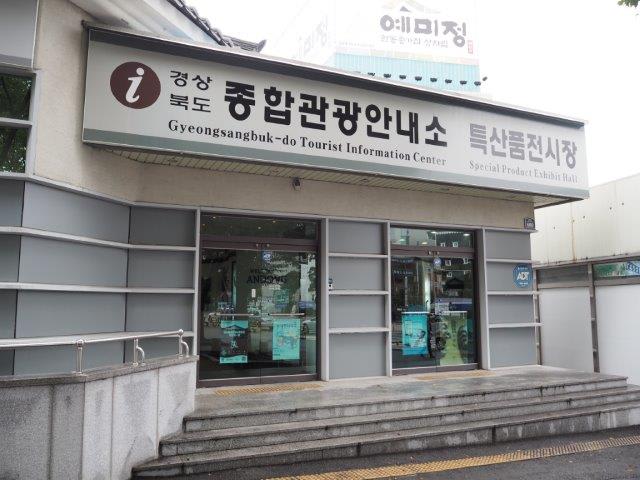 예미정
i
경상
북도
종합관광안내소
Gyeongsangbuk-do Tourist Information Center
특산품전시장
Special Product Exhibit Hall
ADT